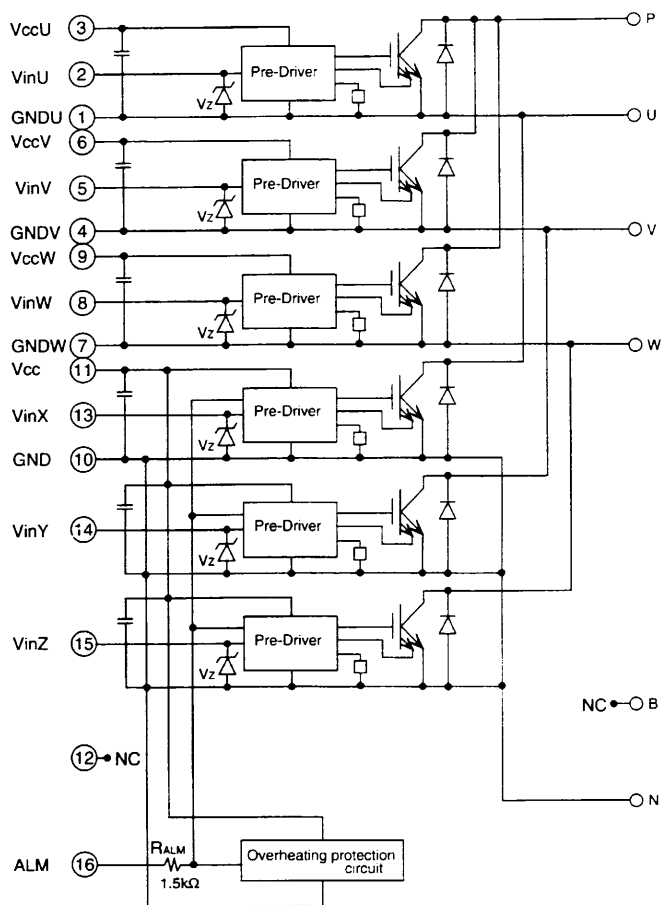 VccU 3 P
VinU 2 Pre-Driver
Vz
GNDU 1 U
VccV 6
VinV 5 Pre-Driver
Vz
GNDV 4 V
VccW 9
VinW 8 Pre-Driver
Vz
GNDW 7 W
Vcc 11
VinX 13 Pre-Driver
Vz
GND 10
VinY 14 Pre-Driver
Vz
VinZ 15 Pre-Driver
Vz
NC B
12 NC
N
RALM
ALM 16 Overheating protection
circuit
1.5kΩ